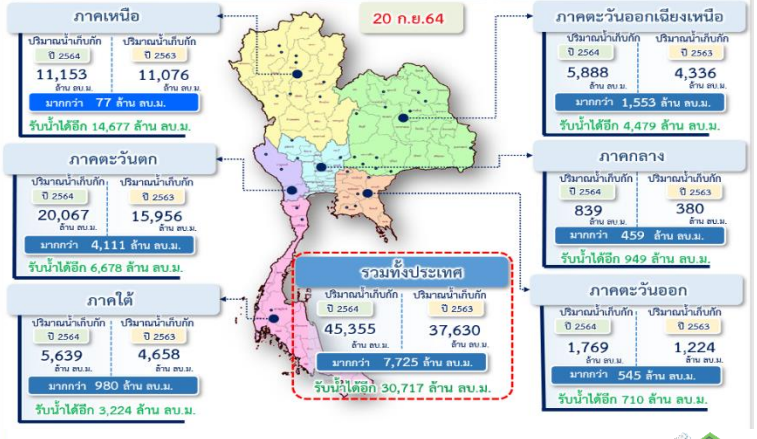 20 ก.ย.64
ภาคเหนือ
ปริมาณน้ำเก็บกัก ปริมาณน้ำเก็บกัก
ปี 2564 ปี 2563
11,153 11,076
ล้าน ลบ.ม. ล้าน ลบ.ม.
มากกว่า 77 ล้าน ลบ.ม.
รับน้ำได้อีก 14,677 ล้าน ลบ.ม.
ภาคตะวันออกเฉียงเหนือ
ปริมาณน้ำเก็บกัก ปริมาณน้ำเก็บกัก
ปี 2564 ปี 2563
5,888 4,336
ล้าน ลบ.ม. ล้าน ลบ.ม.
มากกว่า 1,553 ล้าน ลบ.ม.
รับน้ำได้อีก 4,479 ล้าน ลบ.ม.
ภาคตะวันตก
ปริมาณน้ำเก็บกัก ปริมาณน้ำเก็บกัก
ปี 2564 ปี 2563
20,067 15,956
ล้าน ลบ.ม. ล้าน ลบ.ม.
มากกว่า 4,111 ล้าน ลบ.ม.
รับน้ำได้อีก 6,678 ล้าน ลบ.ม.
ภาคกลาง
ปริมาณน้ำเก็บกัก ปริมาณน้ำเก็บกัก
ปี 2564 ปี 2563
839 380
ล้าน ลบ.ม. ล้าน ลบ.ม.
มากกว่า 459 ล้าน ลบ.ม.
รับน้ำได้อีก 949 ล้าน ลบ.ม.
ภาคใต้
ปริมาณน้ำเก็บกัก ปริมาณน้ำเก็บกัก
ปี 2564 ปี 2563
5,639 4,658
ล้าน ลบ.ม. ล้าน ลบ.ม.
มากกว่า 980 ล้าน ลบ.ม.
รับน้ำได้อีก 3,224 ล้าน ลบ.ม.
รวมทั้งประเทศ
ปริมาณน้ำเก็บกัก ปริมาณน้ำเก็บกัก
ปี 2564 ปี 2563
45,355 37,630
ล้าน ลบ.ม. ล้าน ลบ.ม.
มากกว่า 7,725 ล้าน ลบ.ม.
รับน้ำได้อีก 30,717 ล้าน ลบ.ม.
ภาคตะวันออก
ปริมาณน้ำเก็บกัก ปริมาณน้ำเก็บกัก
ปี 2564 ปี 2563
1,769 1,224
ล้าน ลบ.ม. ล้าน ลบ.ม.
มากกว่า 545 ล้าน ลบ.ม.
รับน้ำได้อีก 710 ล้าน ลบ.ม.